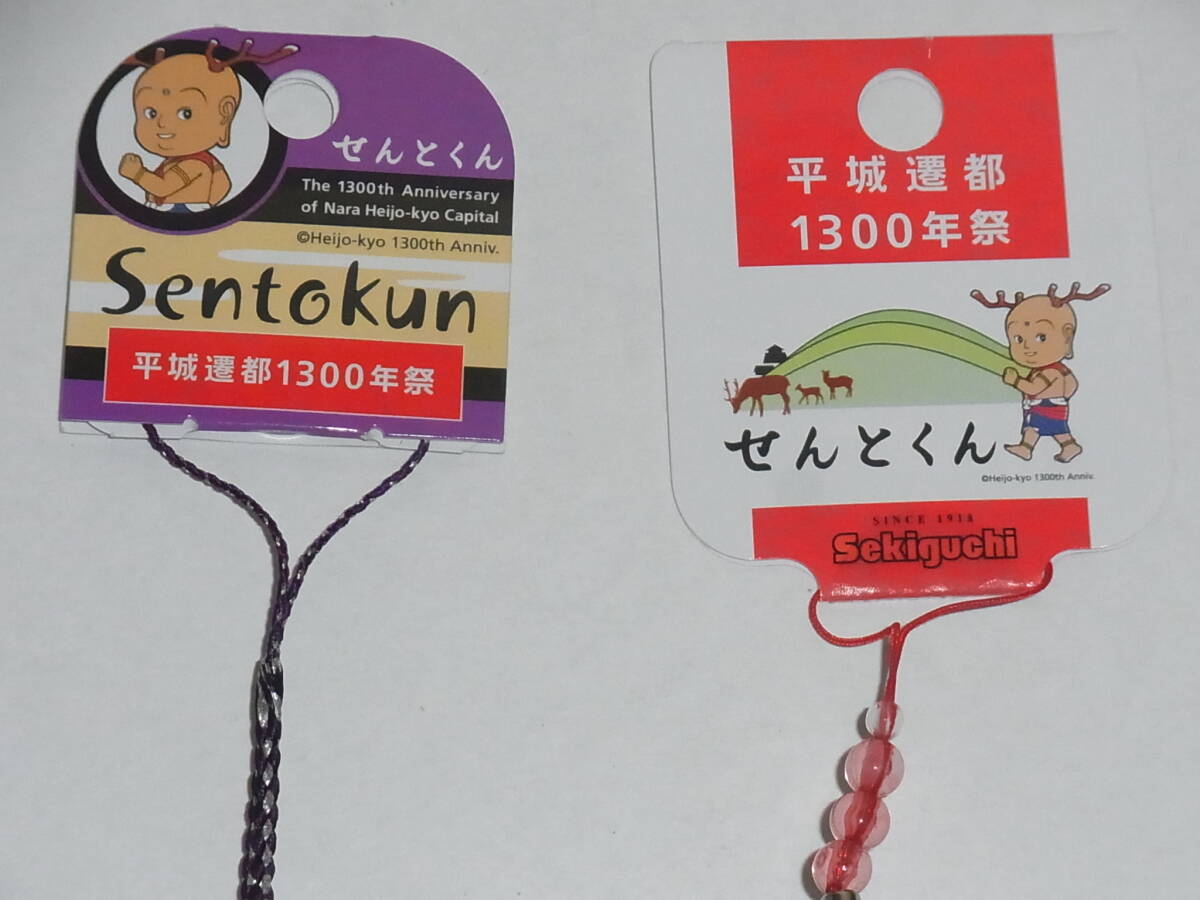 せんとくん
The 1300th Anniversary
of Nara Heijo-kyo Capital
©Heijo-kyo 1300th Anniv.
Sentokun
平城遷都1300年祭
平城遷都
1300年祭
せんとくん
©Heijo-kyo 1300th Anniv.
SINCE 1918
Sekiguchi